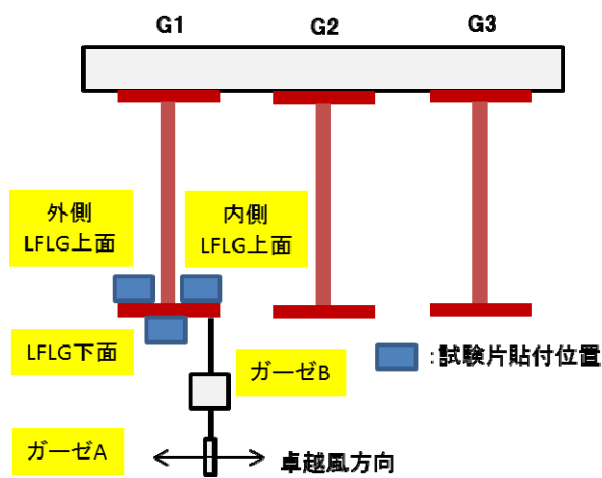 G1
G2
G3
外側
LFLG上面
内側
LFLG上面
LFLG下面
ガーゼB
:試験片貼付位置
ガーゼA
卓越風方向